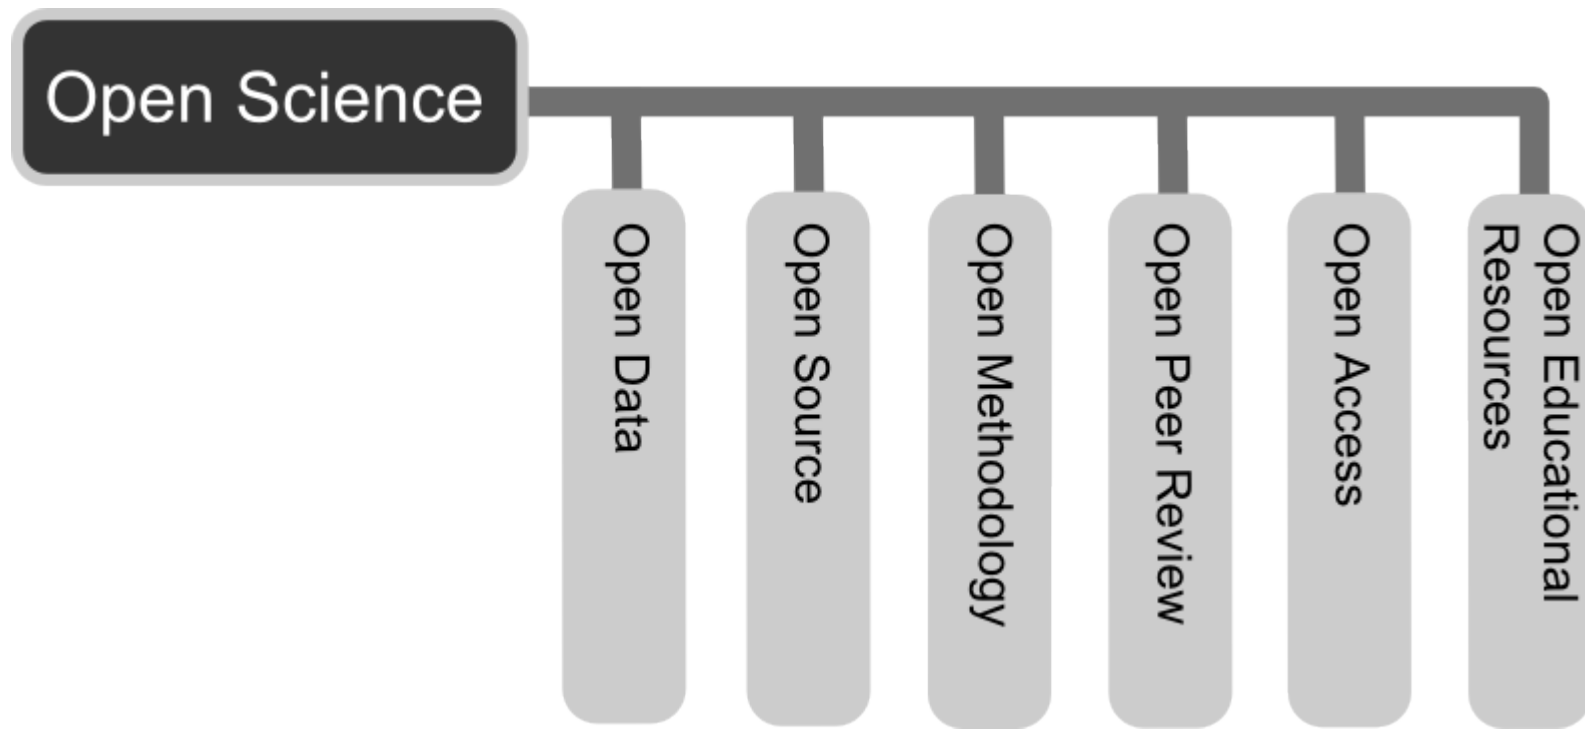 Open Science
Open Data
Open Source
Open Methodology
Open Peer Review
Open Access
Open Educational
Resources